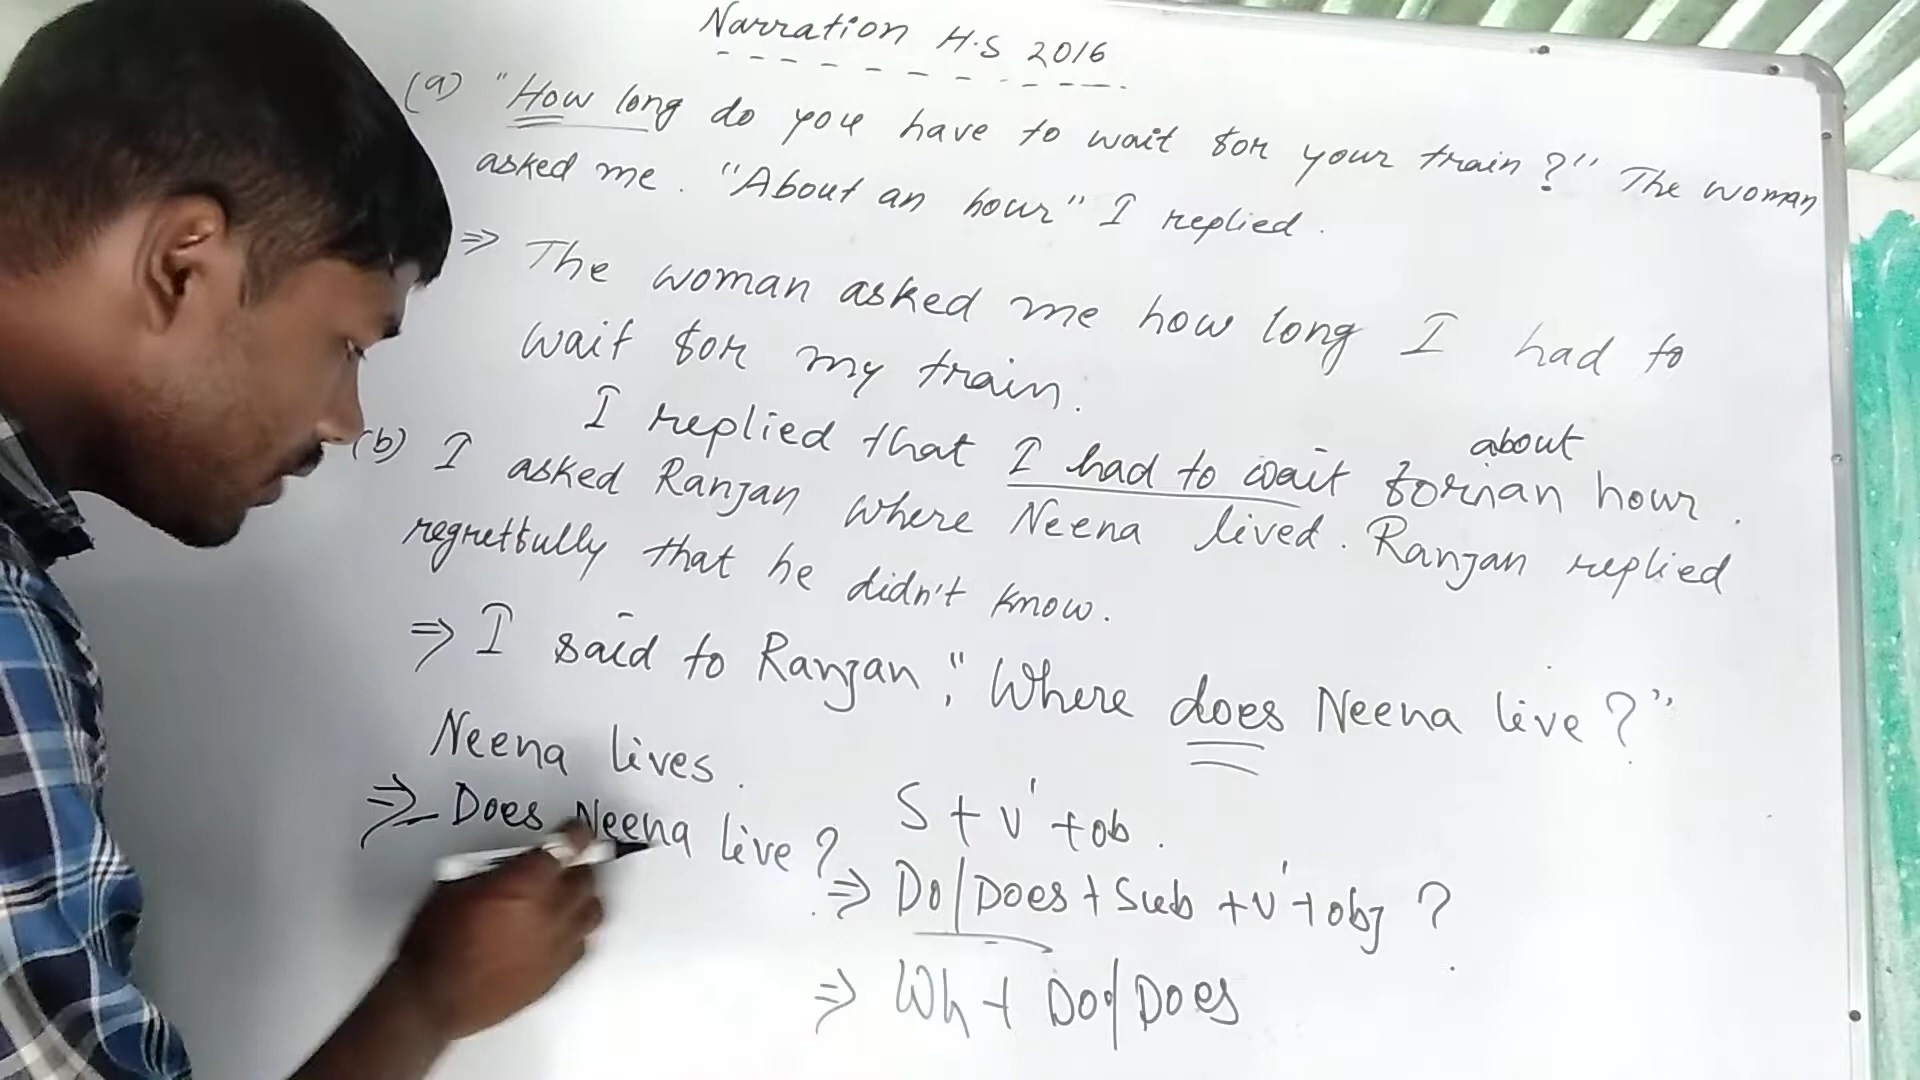 Narration H.S 2016
(a) "How long do you have to wait for your train?" The woman
asked me. "About an hour" I replied.
⇒ The woman asked me how long I had to
wait for my train.
about
I replied that I had to wait for an hour.
(b) I asked Ranjan where Neena lived. Ranjan replied
regretfully that he didn't know.
⇒ I said to Ranjan, "Where does Neena live?"
Neena lives.
⇒ Does Neena live?
S + V' + ob.
⇒ Do/Does + Sub + V' + obj ?
⇒ Wh + Do/Does